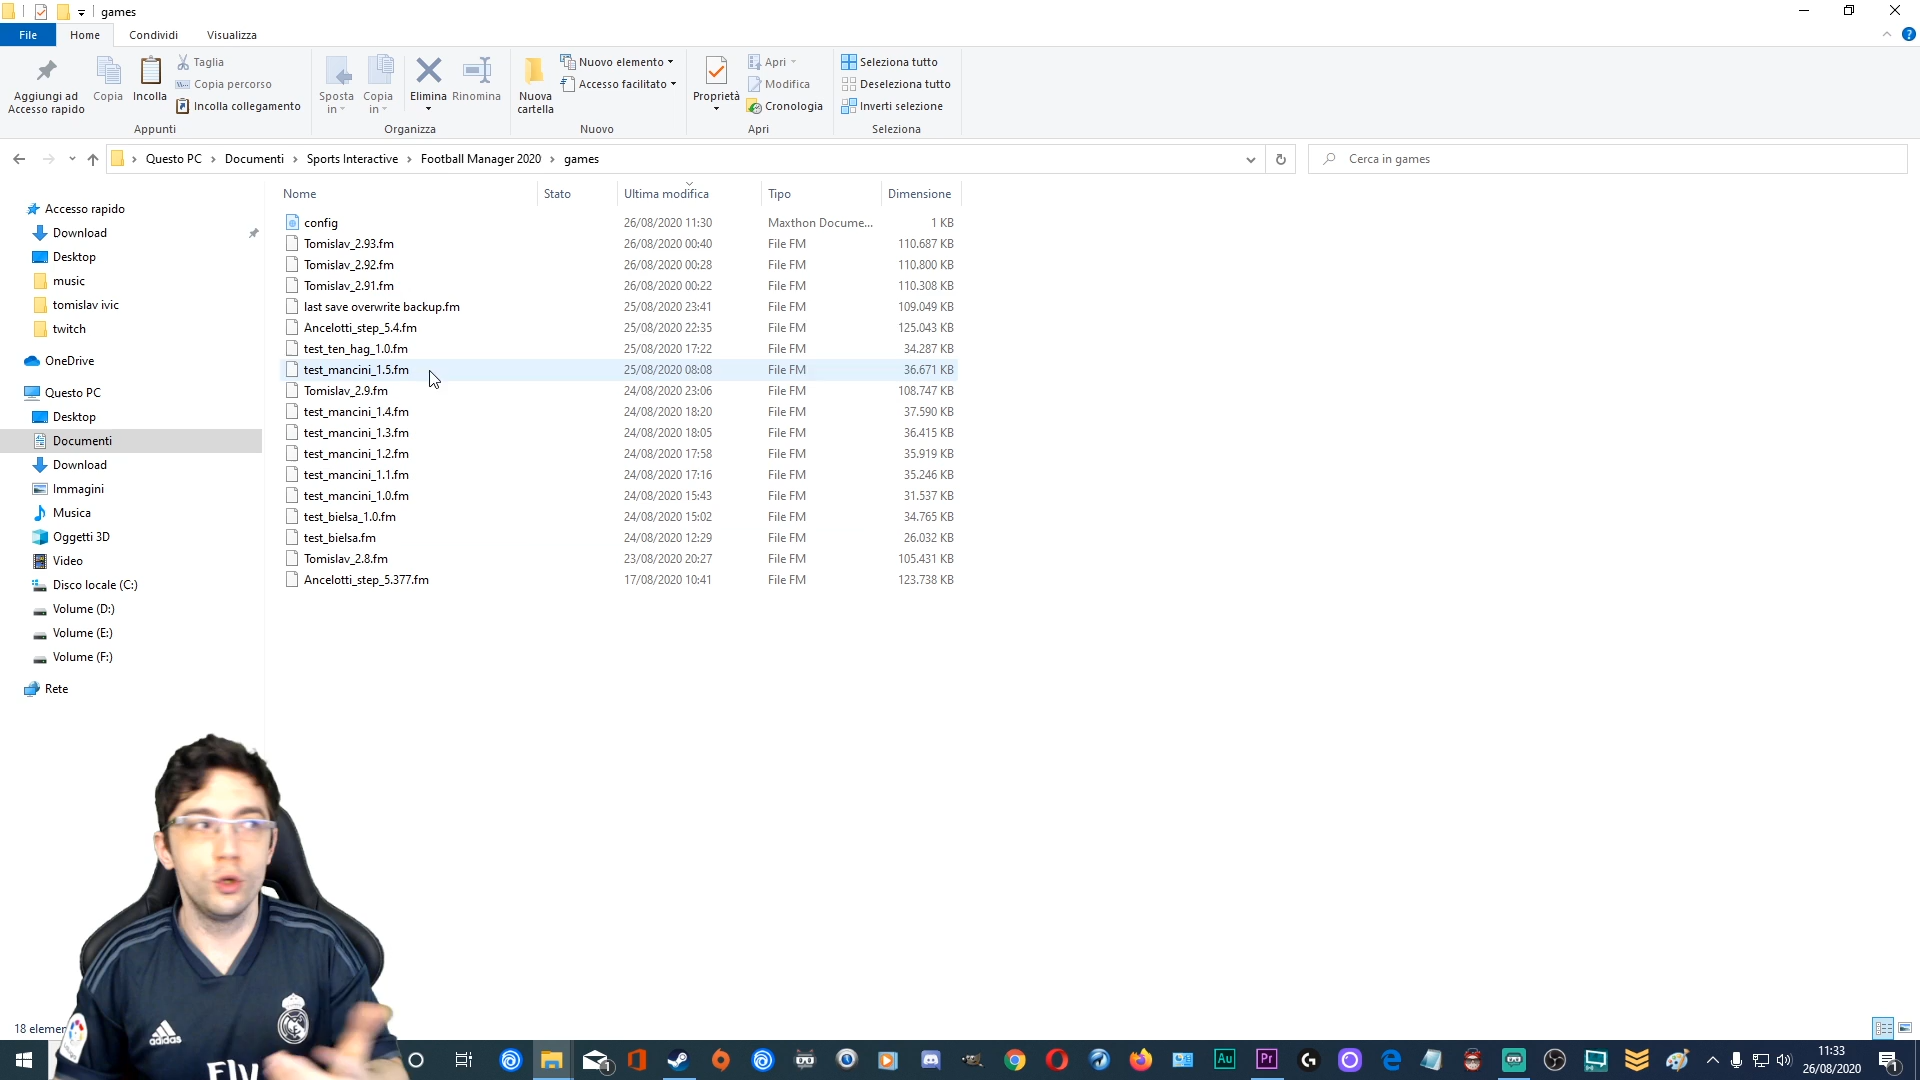 games
File Home Condividi Visualizza
Aggiungi ad Accesso rapido
Copia
Incolla
Taglia
Copia percorso
Incolla collegamento
Appunti
Sposta in
Copia in
Elimina
Rinomina
Organizza
Nuova cartella
Nuovo elemento
Accesso facilitato
Nuovo
Proprietà
Apri
Modifica
Cronologia
Apri
Seleziona tutto
Deseleziona tutto
Inverti selezione
Seleziona
Questo PC > Documenti > Sports Interactive > Football Manager 2020 > games
Cerca in games
Accesso rapido
Download
Desktop
music
tomislav ivic
twitch
OneDrive
Questo PC
Desktop
Documenti
Download
Immagini
Musica
Oggetti 3D
Video
Disco locale (C:)
Volume (D:)
Volume (E:)
Volume (F:)
Rete
Nome Stato Ultima modifica Tipo Dimensione
config 26/08/2020 11:30 Maxthon Docume... 1 KB
Tomislav_2.93.fm 26/08/2020 00:40 File FM 110.687 KB
Tomislav_2.92.fm 26/08/2020 00:28 File FM 110.800 KB
Tomislav_2.91.fm 26/08/2020 00:22 File FM 110.308 KB
last save overwrite backup.fm 25/08/2020 23:41 File FM 109.049 KB
Ancelotti_step_5.4.fm 25/08/2020 22:35 File FM 125.043 KB
test_ten_hag_1.0.fm 25/08/2020 17:22 File FM 34.287 KB
test_mancini_1.5.fm 25/08/2020 08:08 File FM 36.671 KB
Tomislav_2.9.fm 24/08/2020 23:06 File FM 108.747 KB
test_mancini_1.4.fm 24/08/2020 18:20 File FM 37.590 KB
test_mancini_1.3.fm 24/08/2020 18:05 File FM 36.415 KB
test_mancini_1.2.fm 24/08/2020 17:58 File FM 35.919 KB
test_mancini_1.1.fm 24/08/2020 17:16 File FM 35.246 KB
test_mancini_1.0.fm 24/08/2020 15:43 File FM 31.537 KB
test_bielsa_1.0.fm 24/08/2020 15:02 File FM 34.765 KB
test_bielsa.fm 24/08/2020 12:29 File FM 26.032 KB
Tomislav_2.8.fm 23/08/2020 20:27 File FM 105.431 KB
Ancelotti_step_5.377.fm 17/08/2020 10:41 File FM 123.738 KB
18 elemen
adidas
Fly
Au
Pr
11:33
26/08/2020